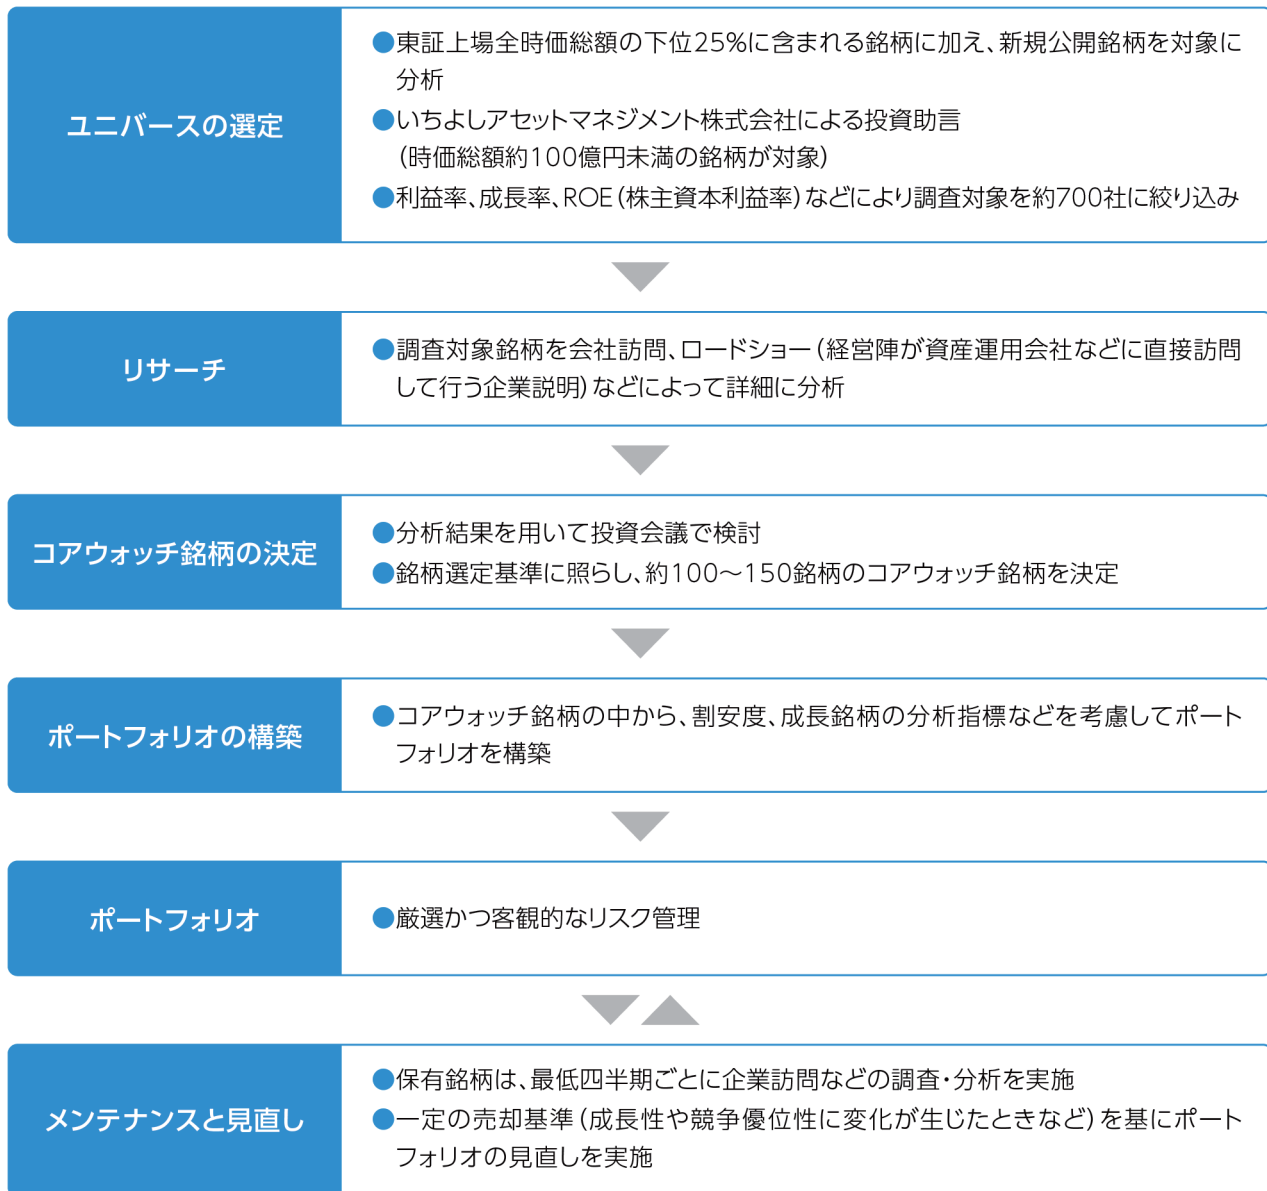 ユニバースの選定
●東証上場全時価総額の下位25%に含まれる銘柄に加え、新規公開銘柄を対象に
分析
●いちよしアセットマネジメント株式会社による投資助言
（時価総額約100億円未満の銘柄が対象）
●利益率、成長率、ROE（株主資本利益率）などにより調査対象を約700社に絞り込み
リサーチ
●調査対象銘柄を会社訪問、ロードショー（経営陣が資産運用会社などに直接訪問
して行う企業説明）などによって詳細に分析
コアウォッチ銘柄の決定
●分析結果を用いて投資会議で検討
●銘柄選定基準に照らし、約100～150銘柄のコアウォッチ銘柄を決定
ポートフォリオの構築
●コアウォッチ銘柄の中から、割安度、成長銘柄の分析指標などを考慮してポート
フォリオを構築
ポートフォリオ
●厳選かつ客観的なリスク管理
メンテナンスと見直し
●保有銘柄は、最低四半期ごとに企業訪問などの調査・分析を実施
●一定の売却基準（成長性や競争優位性に変化が生じたときなど）を基にポート
フォリオの見直しを実施